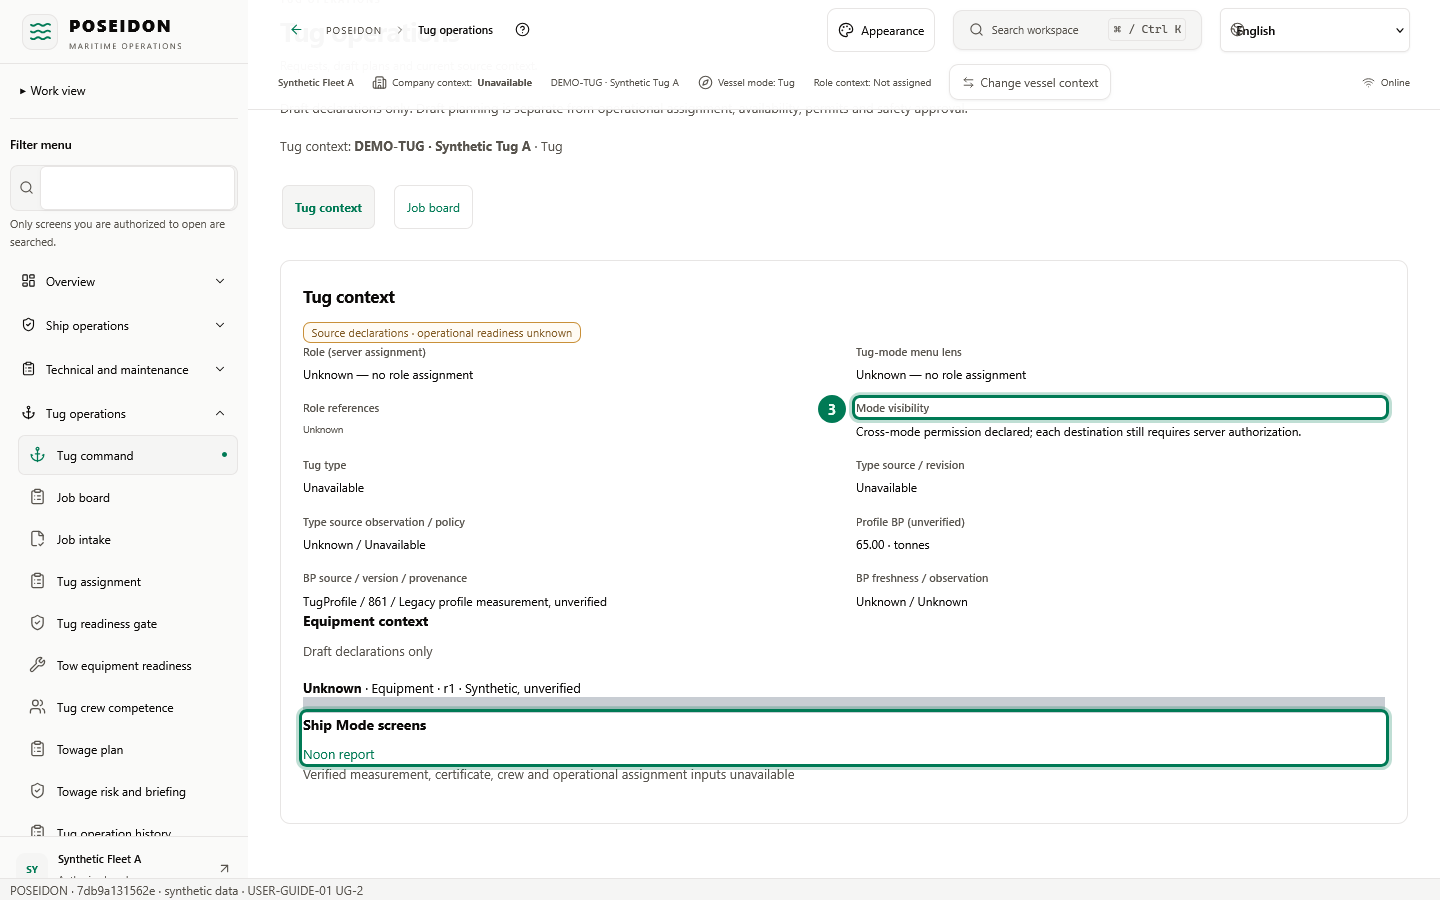 POSEIDON
MARITIME OPERATIONS
Work view
Filter menu
Only screens you are authorized to open are
searched.
Overview
Ship operations
Technical and maintenance
Tug operations
Tug command
Job board
Job intake
Tug assignment
Tug readiness gate
Tow equipment readiness
Tug crew competence
Towage plan
Towage risk and briefing
Tug operation history
SY
Synthetic Fleet A
POSEIDON
Tug operations
Appearance
Search workspace
⌘ / Ctrl K
English
Synthetic Fleet A
Company context: Unavailable
DEMO-TUG · Synthetic Tug A
Vessel mode: Tug
Role context: Not assigned
Change vessel context
Online
Draft declarations only. Draft planning is separate from operational assignment, availability, permits and safety approval.
Tug context: DEMO-TUG · Synthetic Tug A · Tug
Tug context
Job board
Tug context
Source declarations · operational readiness unknown
Role (server assignment)
Unknown — no role assignment
Tug-mode menu lens
Unknown — no role assignment
Role references
Unknown
3
Mode visibility
Cross-mode permission declared; each destination still requires server authorization.
Tug type
Unavailable
Type source / revision
Unavailable
Type source observation / policy
Unknown / Unavailable
Profile BP (unverified)
65.00 · tonnes
BP source / version / provenance
TugProfile / 861 / Legacy profile measurement, unverified
BP freshness / observation
Unknown / Unknown
Equipment context
Draft declarations only
Unknown · Equipment · r1 · Synthetic, unverified
Ship Mode screens
Noon report
Verified measurement, certificate, crew and operational assignment inputs unavailable
POSEIDON · 7db9a131562e · synthetic data · USER-GUIDE-01 UG-2